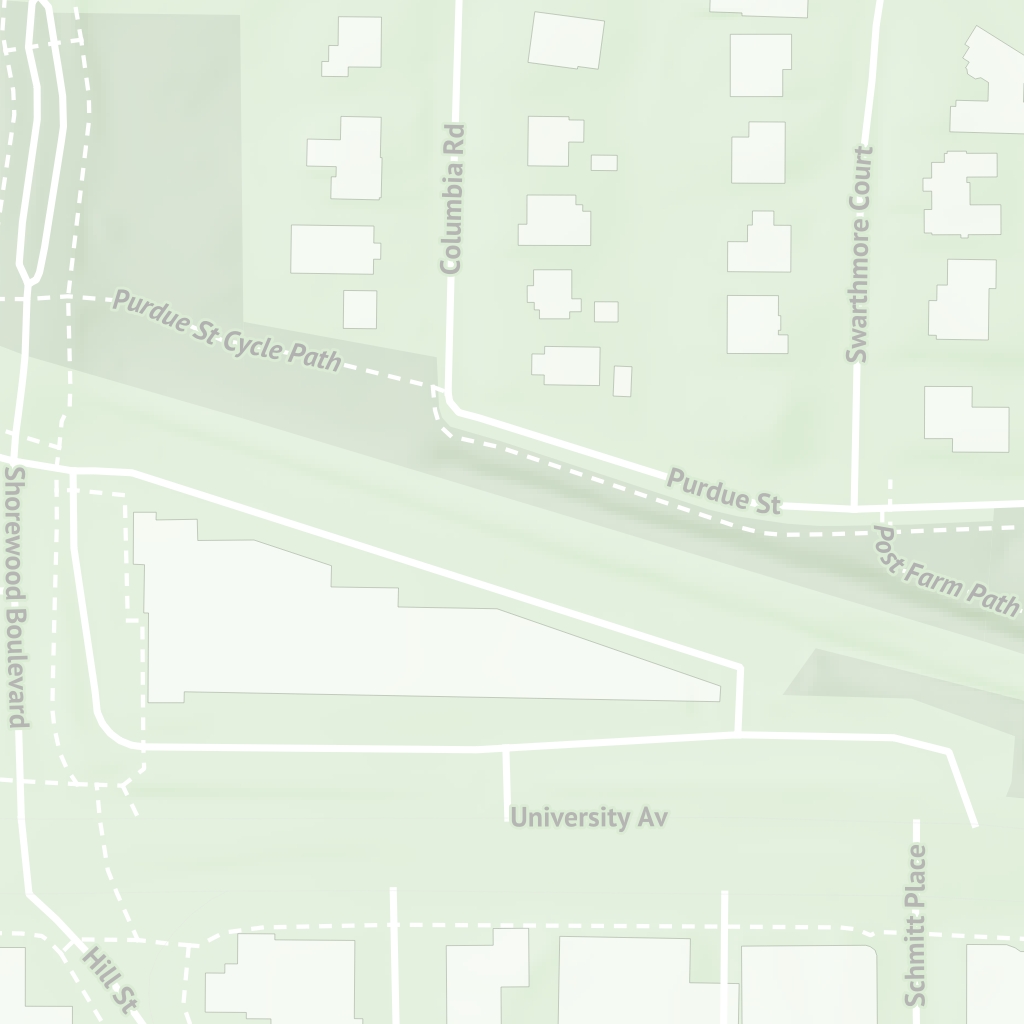 Columbia Rd
Swarthmore Court
Purdue St Cycle Path
Purdue St
Shorewood Boulevard
Post Farm Path
University Av
Schmitt Place
Hill St